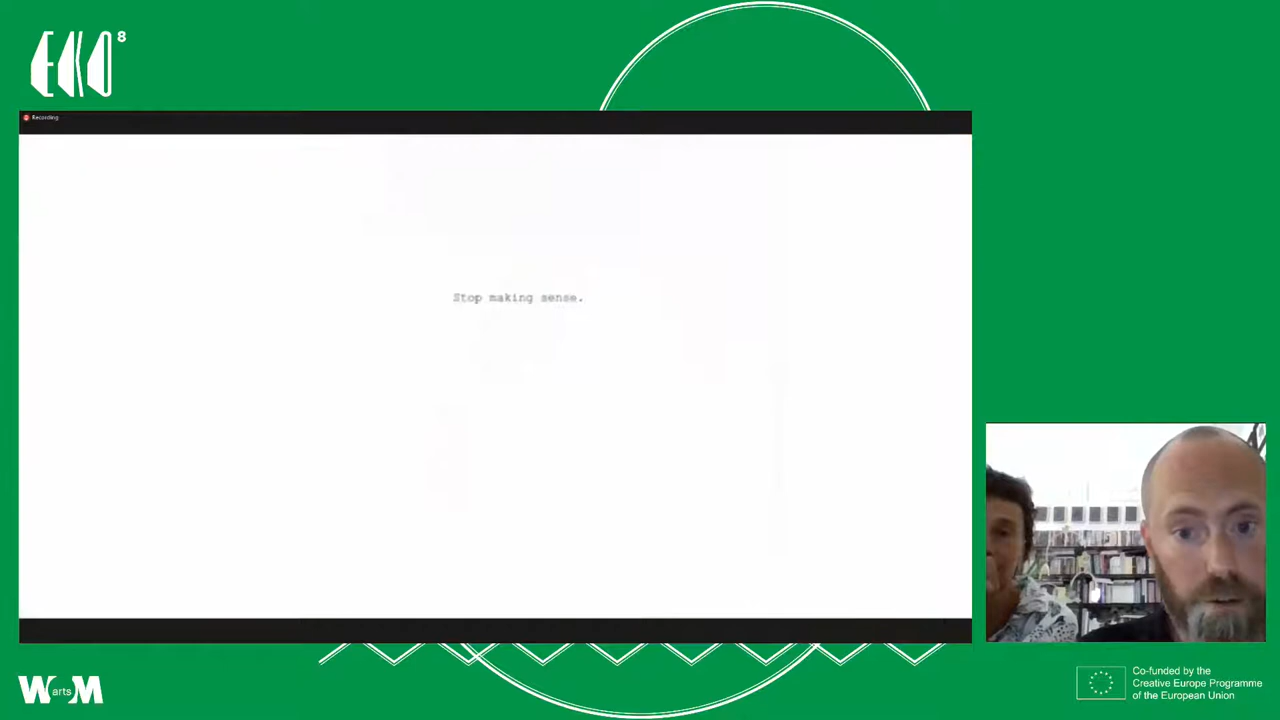 EKO 8
Recording
Stop making sense.
W arts M
Co-funded by the
Creative Europe Programme
of the European Union